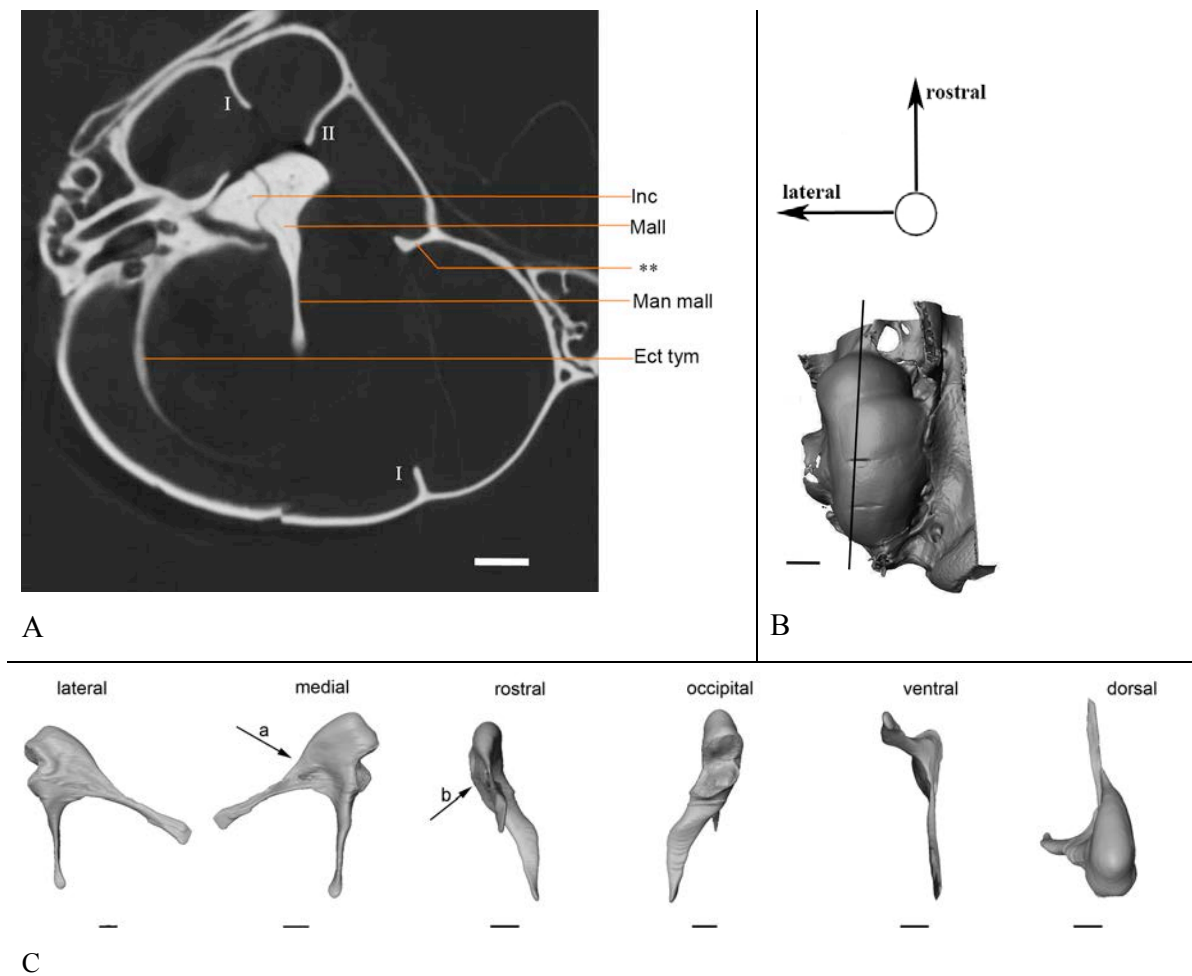 I
II
Inc
Mall
**
Man mall
Ect tym
I
A
rostral
lateral
B
lateral medial rostral occipital ventral dorsal
a
b
C